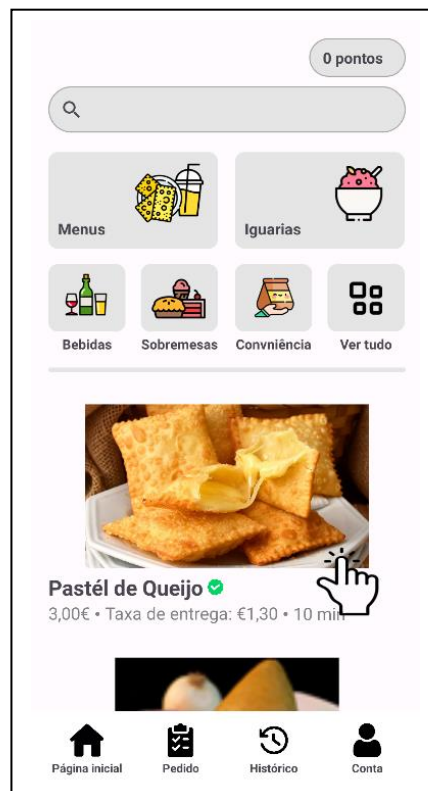 0 pontos
Menus
Iguarias
Bebidas
Sobremesas
Convniência
Ver tudo
Pastél de Queijo
3,00€ • Taxa de entrega: €1,30 • 10 min
Página inicial
Pedido
Histórico
Conta